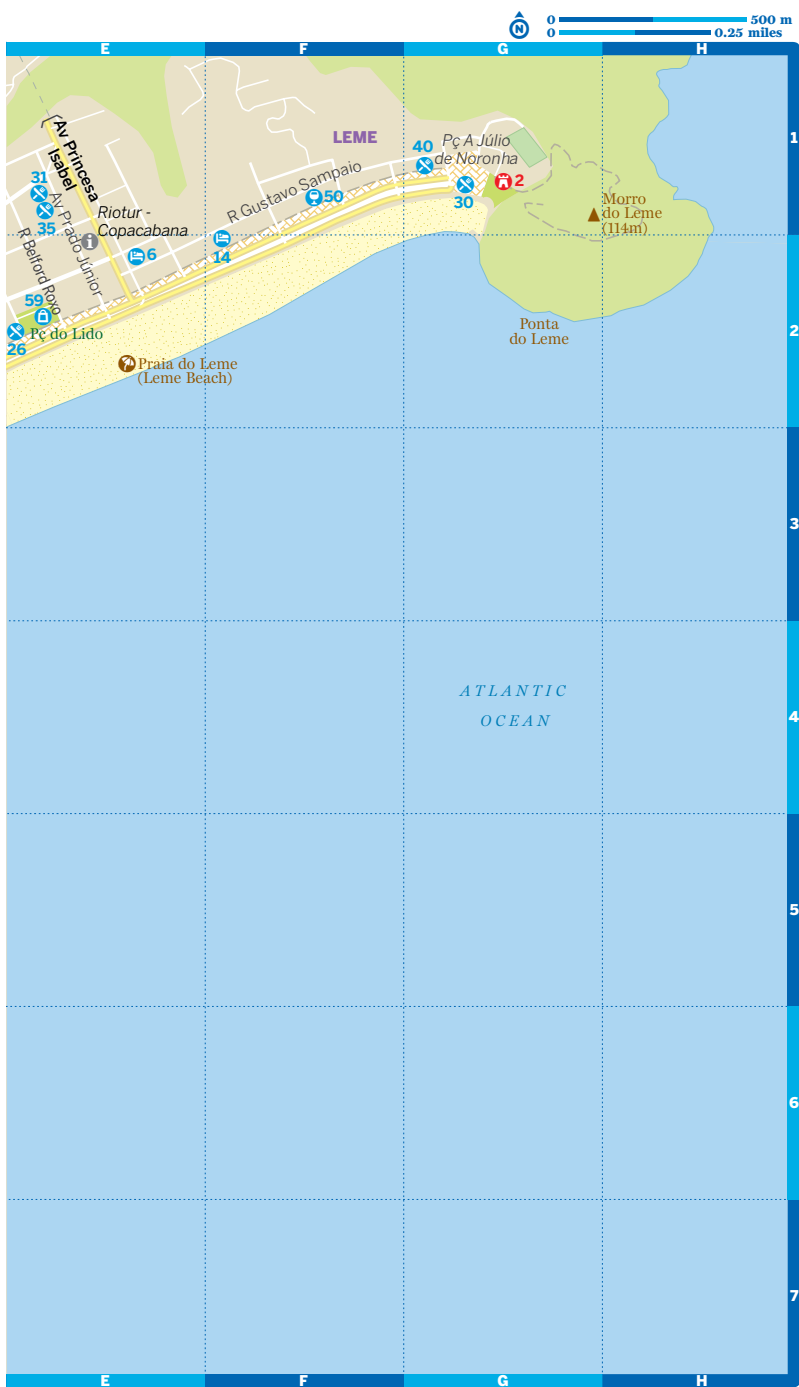 N
0 500 m
0 0.25 miles
E F G H
1
2
3
4
5
6
7
LEME
Av Princesa
Isabel
40
Pç A Júlio
de Noronha
2
30
31
35
50
R Gustavo Sampaio
Morro
do Leme
(114m)
Av Prado Júnior
Riotur -
Copacabana
R Belford Roxo
6
14
59
Pç do Lido
26
Praia do Leme
(Leme Beach)
Ponta
do Leme
ATLANTIC
OCEAN
E F G H